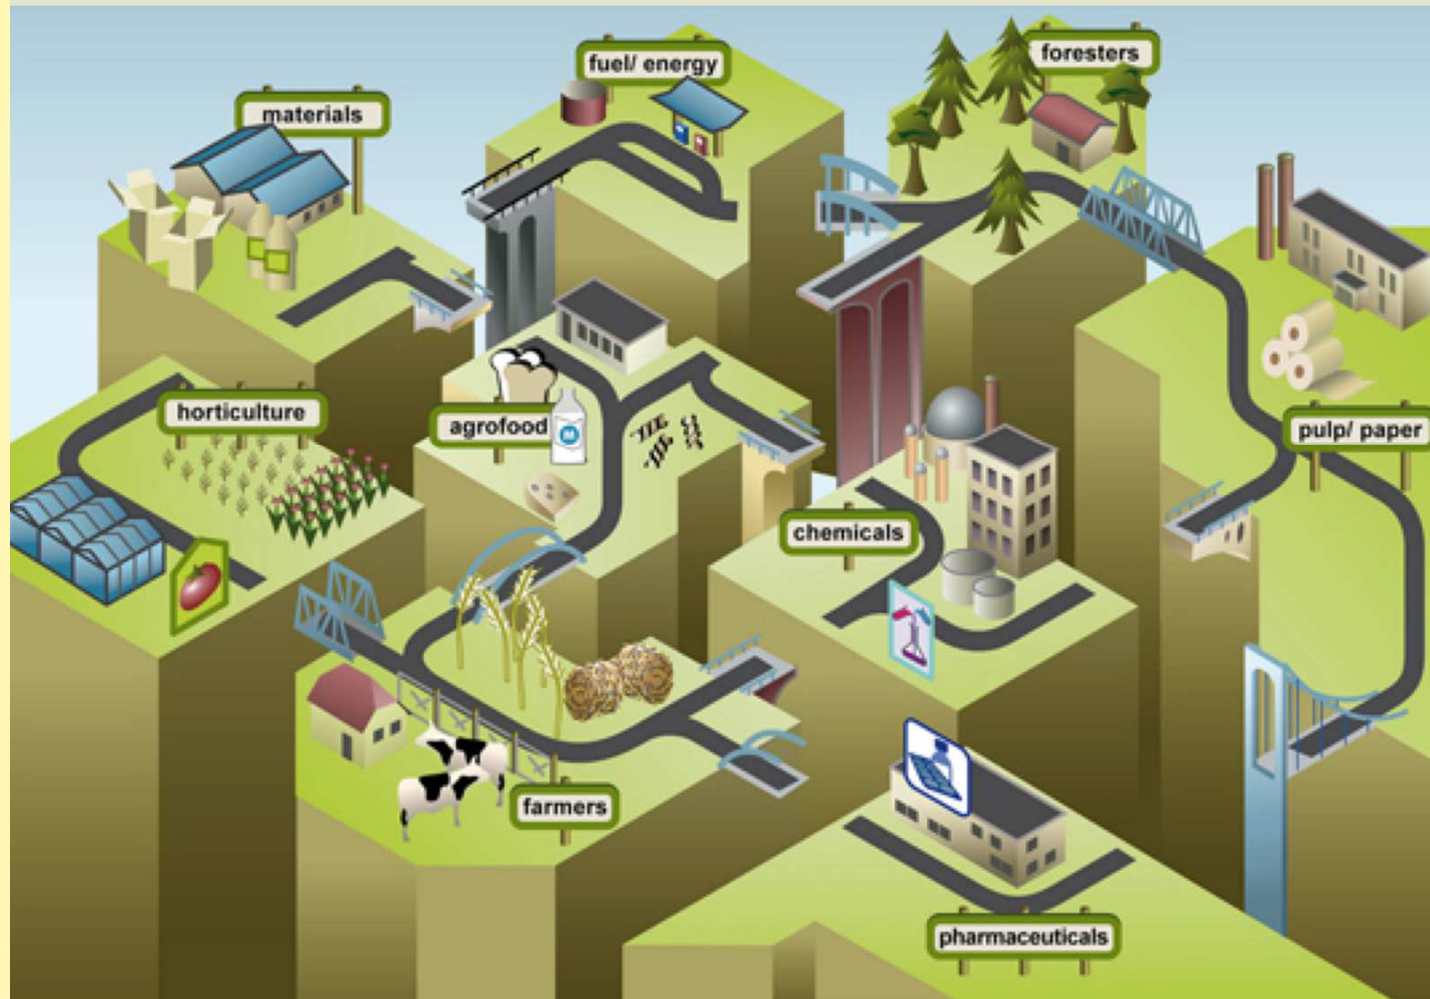 fuel/ energy
foresters
materials
horticulture
agrofood
M
pulp/ paper
chemicals
farmers
pharmaceuticals